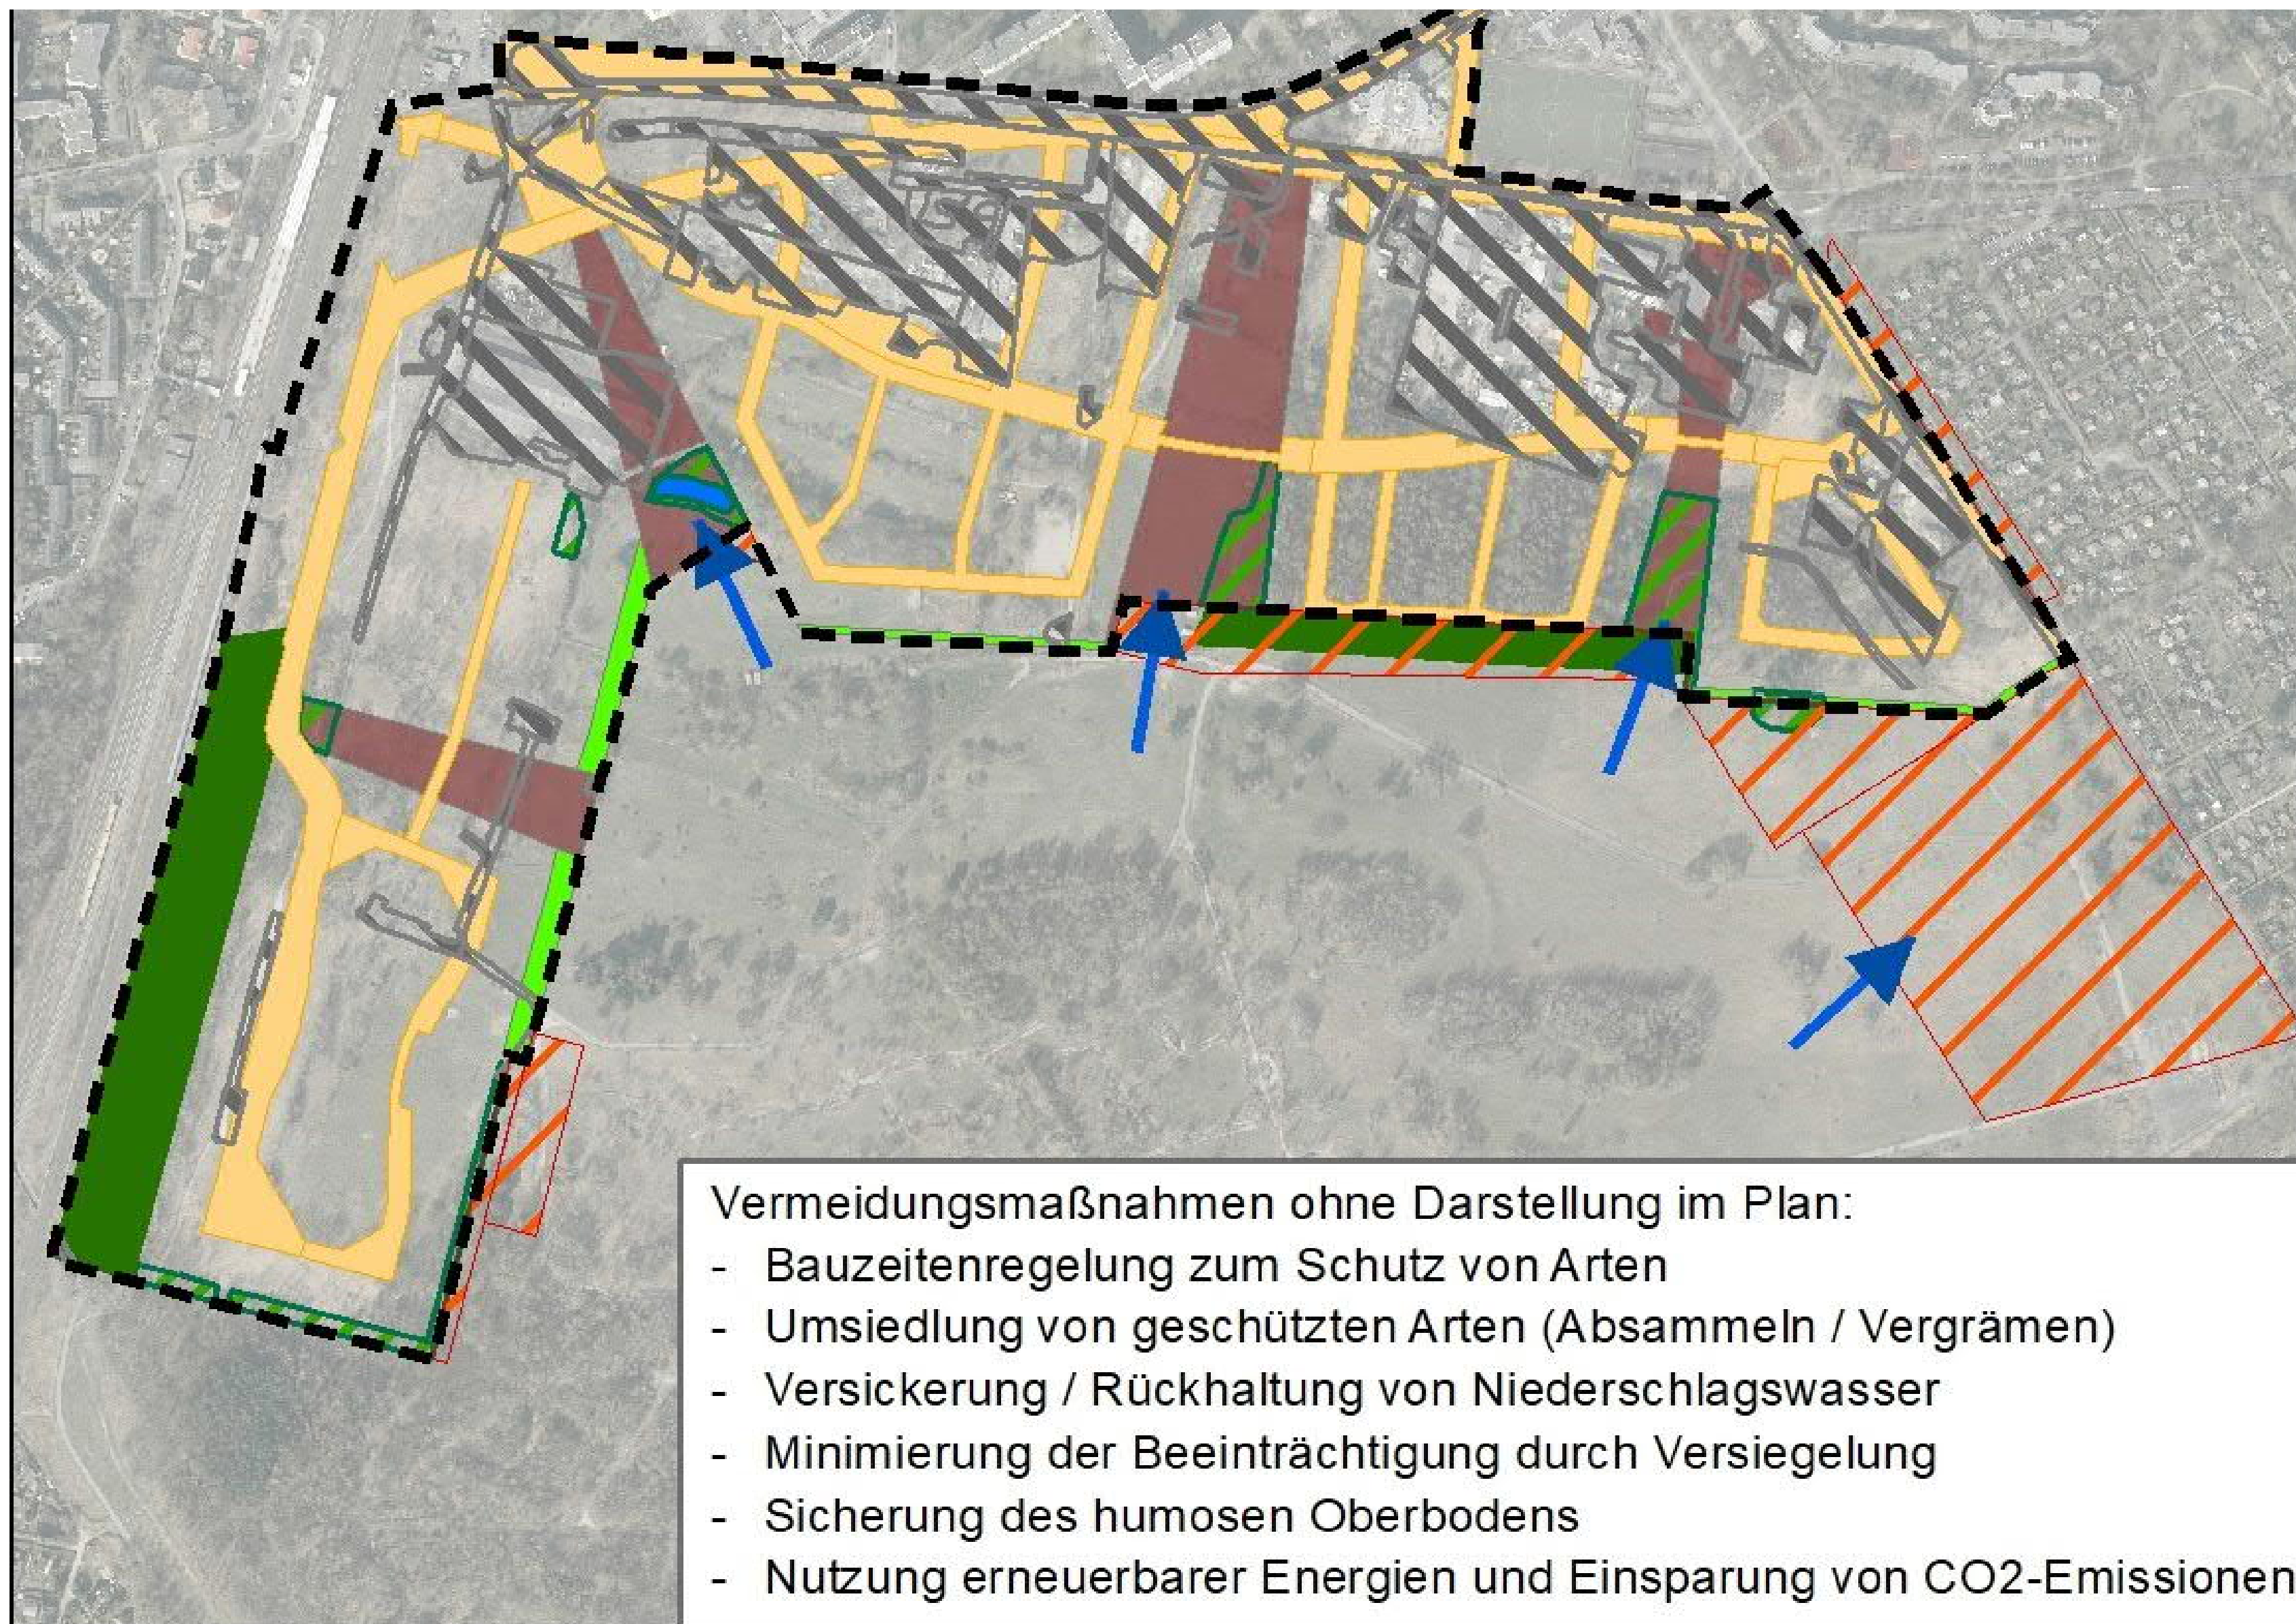 Vermeidungsmaßnahmen ohne Darstellung im Plan:
- Bauzeitenregelung zum Schutz von Arten
- Umsiedlung von geschützten Arten (Absammeln / Vergrämen)
- Versickerung / Rückhaltung von Niederschlagswasser
- Minimierung der Beeinträchtigung durch Versiegelung
- Sicherung des humosen Oberbodens
- Nutzung erneuerbarer Energien und Einsparung von CO2-Emissionen